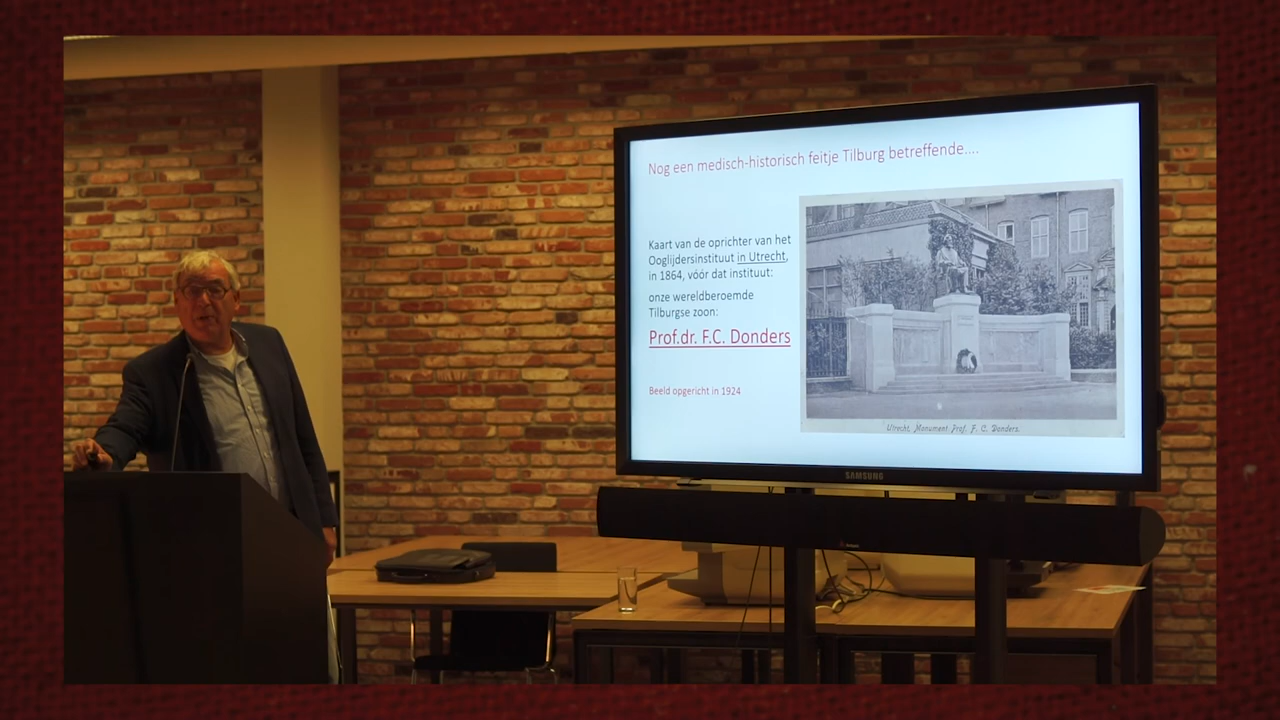 Nog een medisch-historisch feitje Tilburg betreffende....
Kaart van de oprichter van het
Ooglijdersinstituut in Utrecht,
in 1864, vóór dat instituut:
onze wereldberoemde
Tilburgse zoon:
Prof.dr. F.C. Donders
Beeld opgericht in 1924
Utrecht, Monument Prof. F. C. Donders.
SAMSUNG